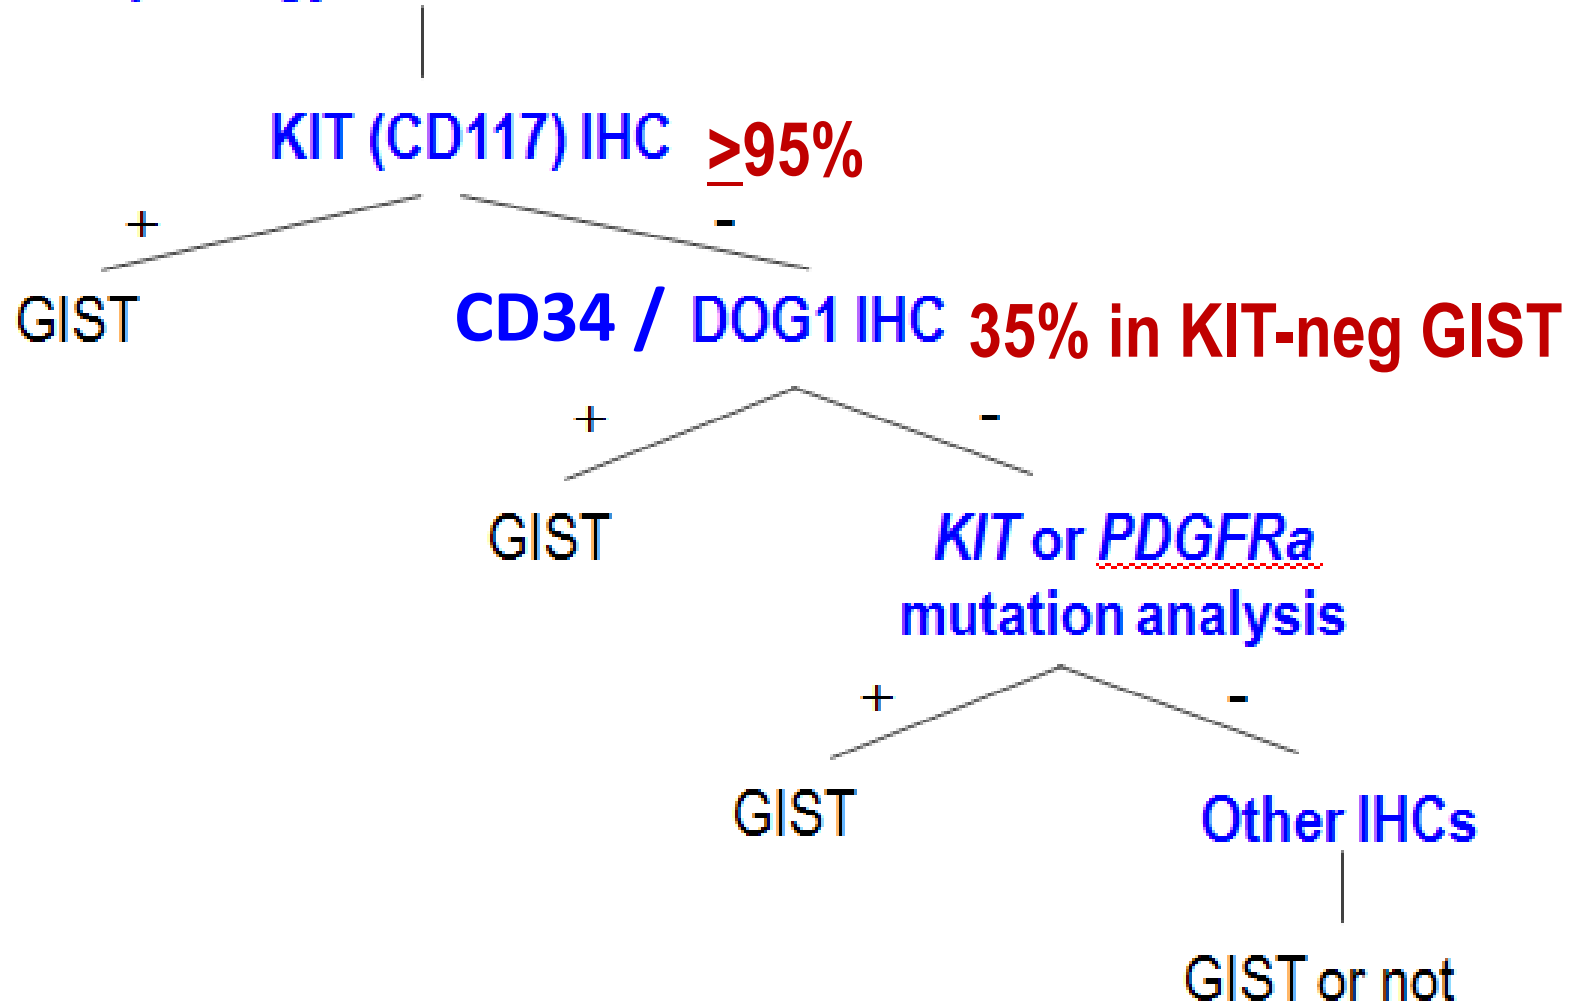 KIT (CD117) IHC ≥95%
+ -
GIST
CD34 / DOG1 IHC 35% in KIT-neg GIST
+ -
GIST
KIT or PDGFRa
mutation analysis
+ -
GIST
Other IHCs
GIST or not